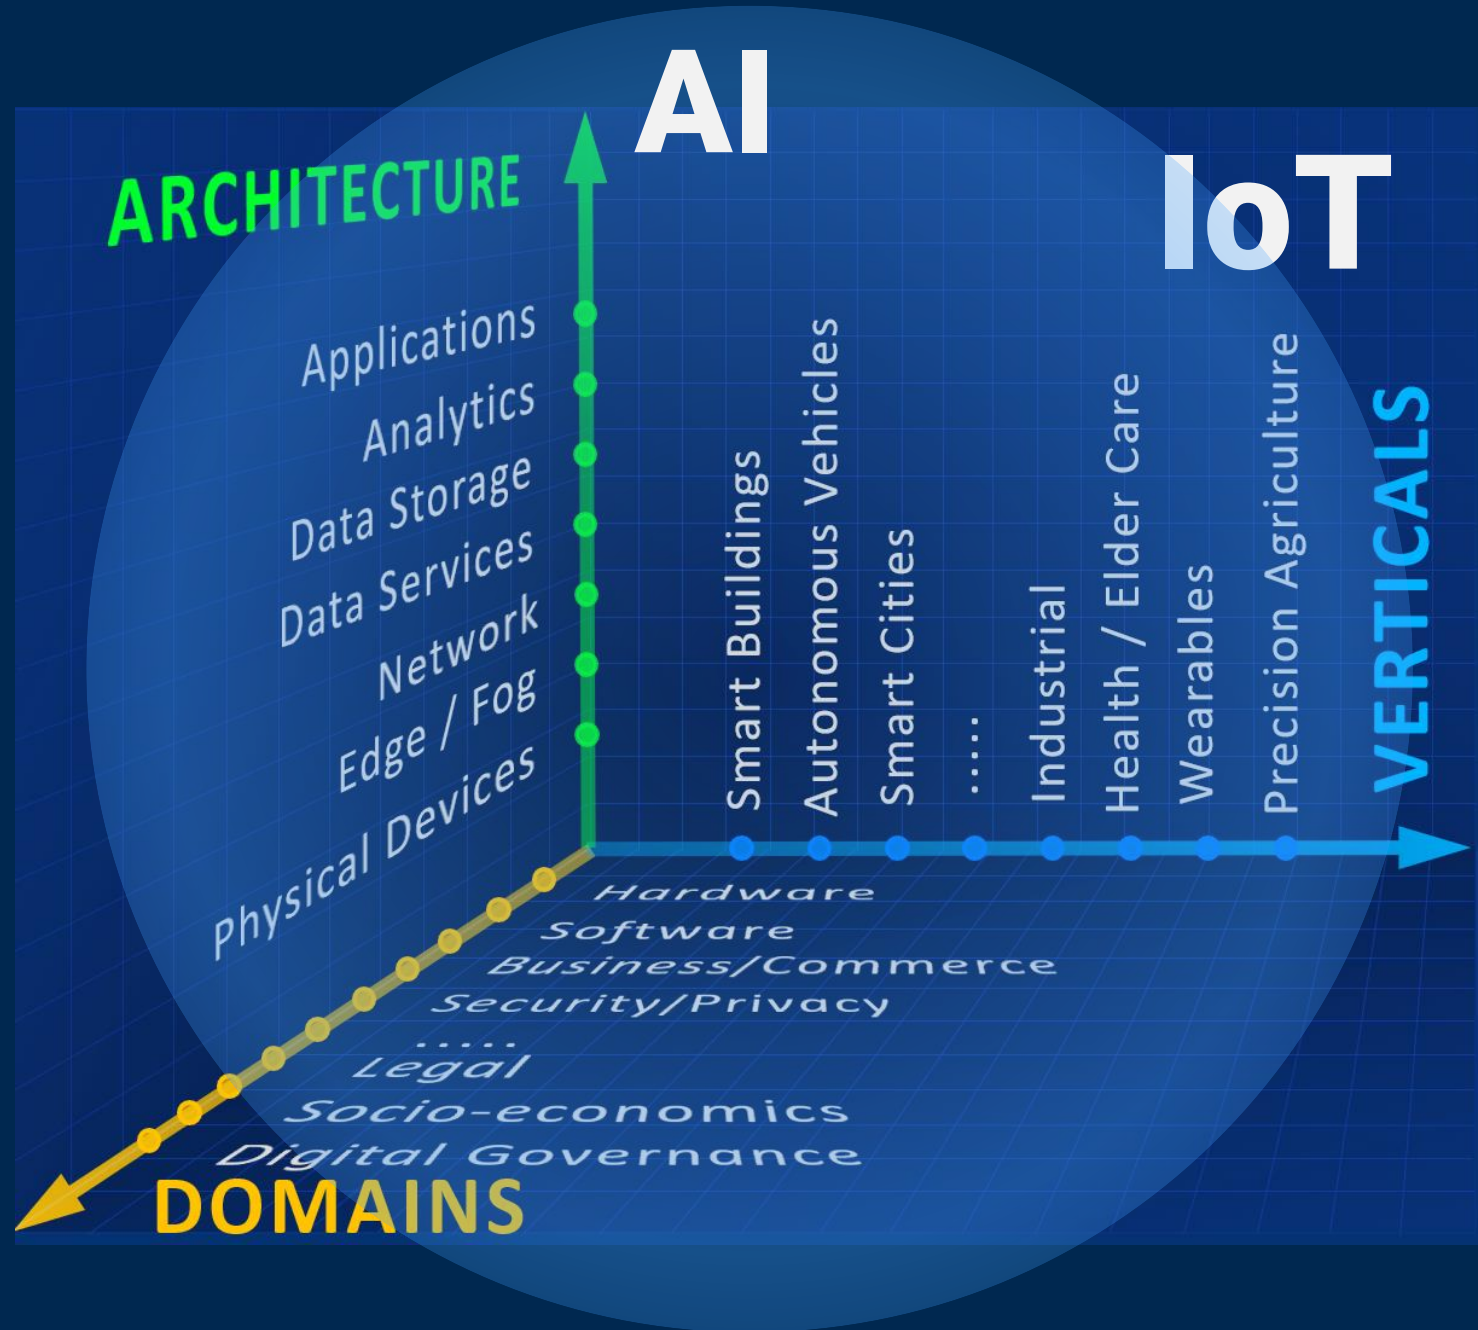 AI
IoT
ARCHITECTURE
Applications
Analytics
Data Storage
Data Services
Network
Edge / Fog
Physical Devices
Smart Buildings
Autonomous Vehicles
Smart Cities
.....
Industrial
Health / Elder Care
Wearables
Precision Agriculture
VERTICALS
Hardware
Software
Business/Commerce
Security/Privacy
.....
Legal
Socio-economics
Digital Governance
DOMAINS